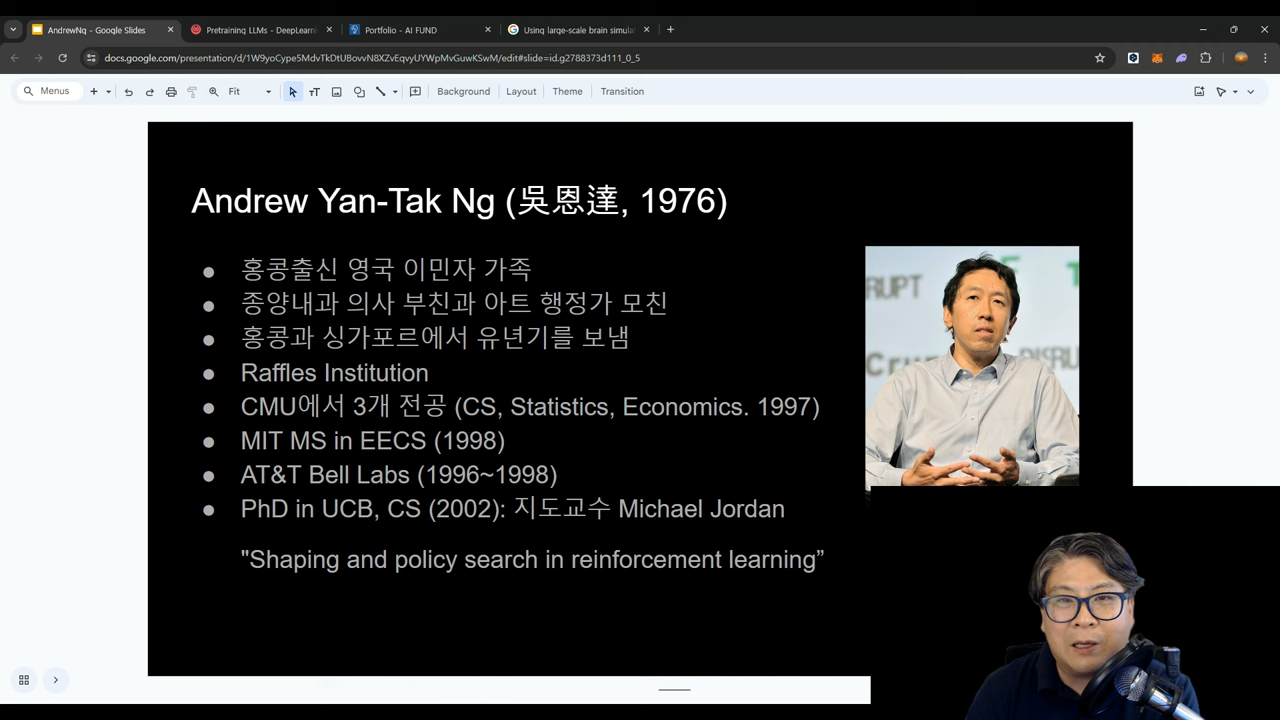 AndrewNg - Google Slides
Pretraining LLMs - DeepLearn
Portfolio - AI FUND
Using large-scale brain simula
docs.google.com/presentation/d/1W9yoCype5MdvTkDtUBovvN8XZvEqvyUYWpMvGuwKSwM/edit#slide=id.g2788373d111_0_5
Menus
Fit
Background
Layout
Theme
Transition
Andrew Yan-Tak Ng (吳恩達, 1976)
● 홍콩출신 영국 이민자 가족
● 종양내과 의사 부친과 아트 행정가 모친
● 홍콩과 싱가포르에서 유년기를 보냄
● Raffles Institution
● CMU에서 3개 전공 (CS, Statistics, Economics. 1997)
● MIT MS in EECS (1998)
● AT&T Bell Labs (1996~1998)
● PhD in UCB, CS (2002): 지도교수 Michael Jordan
"Shaping and policy search in reinforcement learning”
RUPT